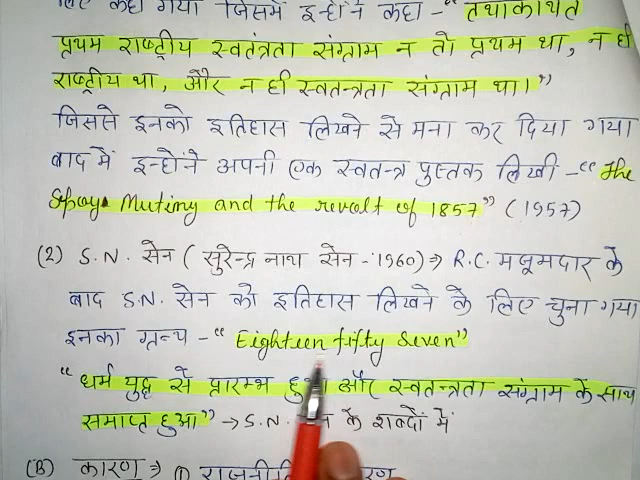 लिए कहा गया जिसमें इन्होंने कहा - "तथाकथित
प्रथम राष्ट्रीय स्वतंत्रता संग्राम न तो प्रथम था, न ही
राष्ट्रीय था, और न ही स्वतन्त्रता संग्राम था।"
जिससे इनको इतिहास लिखने से मना कर दिया गया
बाद में इन्होंने अपनी एक स्वतन्त्र पुस्तक लिखी - "The
Sepoy Mutiny and the revolt of 1857" (1957)
(2) S.N. सेन ( सुरेन्द्र नाथ सेन - 1960) ⇒ R.C. मजूमदार के
बाद S.N. सेन को इतिहास लिखने के लिए चुना गया
इनका ग्रन्थ - "Eighteen fifty Seven"
"धर्म युद्ध से प्रारम्भ हुआ और स्वतन्त्रता संग्राम के साथ
समाप्त हुआ" → S.N. के शब्दों में
(B) कारण ⇒ (1)